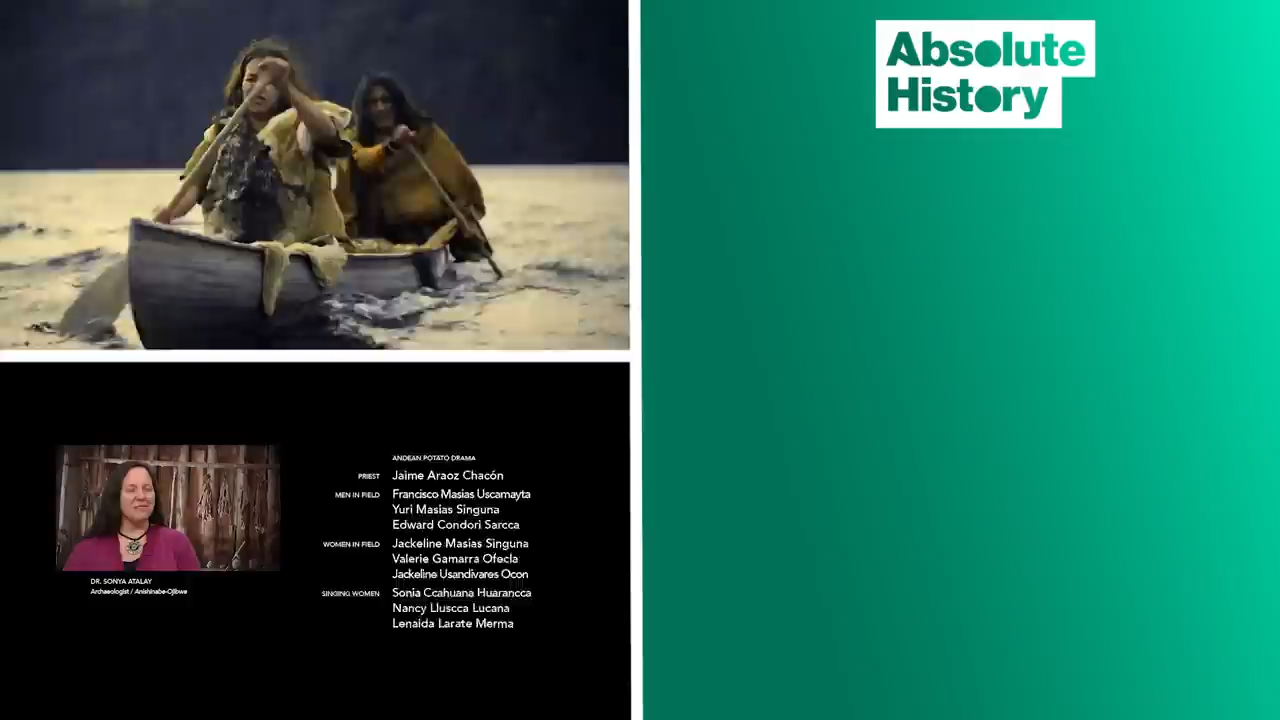 Absolute
History
DR. SONYA ATALAY
Archaeologist / Anishinabe-Ojibwe
ANDEAN POTATO DRAMA
PRIEST Jaime Araoz Chacón
MEN IN FIELD Francisco Masias Uscamayta
Yuri Masias Singuna
Edward Condori Sarcca
WOMEN IN FIELD Jackeline Masias Singuna
Valerie Gamarra Ofecla
Jackeline Usandivares Ocon
SINGING WOMEN Sonia Ccahuana Huarancca
Nancy Lluscca Lucana
Lenaida Larate Merma